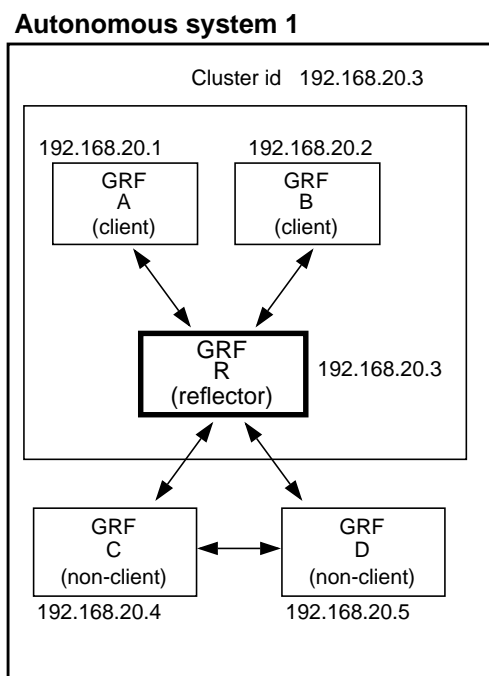 Autonomous system 1
Cluster id 192.168.20.3
192.168.20.1
192.168.20.2
GRF
A
(client)
GRF
B
(client)
GRF
R
(reflector)
192.168.20.3
GRF
C
(non-client)
GRF
D
(non-client)
192.168.20.4
192.168.20.5